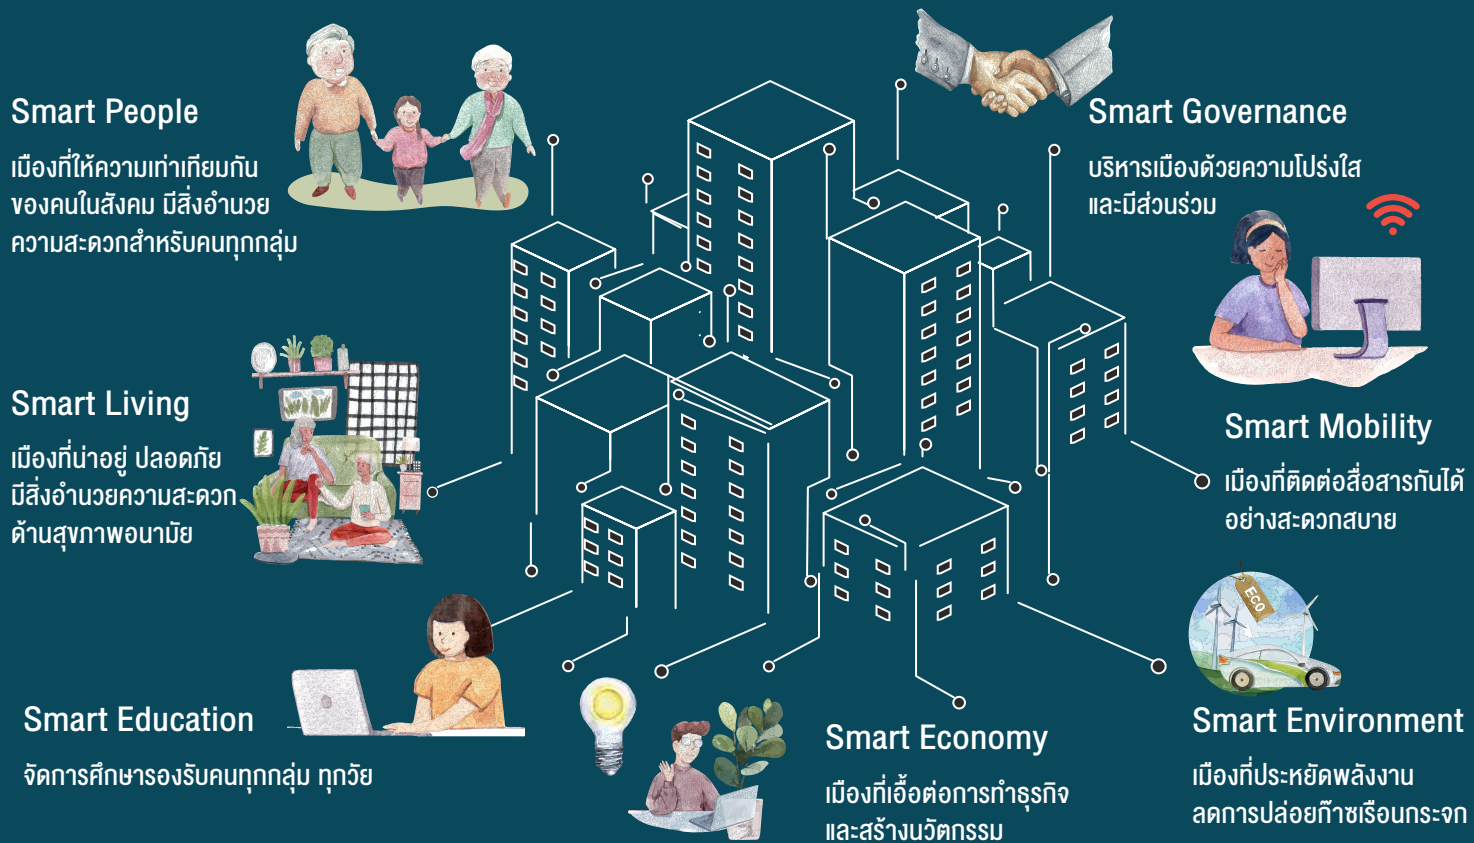 Smart People
เมืองที่ให้ความเท่าเทียมกัน
ของคนในสังคม มีสิ่งอำนวย
ความสะดวกสำหรับคนทุกกลุ่ม
Smart Governance
บริหารเมืองด้วยความโปร่งใส
และมีส่วนร่วม
Smart Living
เมืองที่น่าอยู่ ปลอดภัย
มีสิ่งอำนวยความสะดวก
ด้านสุขภาพอนามัย
Smart Mobility
เมืองที่ติดต่อสื่อสารกันได้
อย่างสะดวกสบาย
Smart Education
จัดการศึกษารองรับคนทุกกลุ่ม ทุกวัย
Smart Economy
เมืองที่เอื้อต่อการทำธุรกิจ
และสร้างนวัตกรรม
ECO
Smart Environment
เมืองที่ประหยัดพลังงาน
ลดการปล่อยก๊าซเรือนกระจก